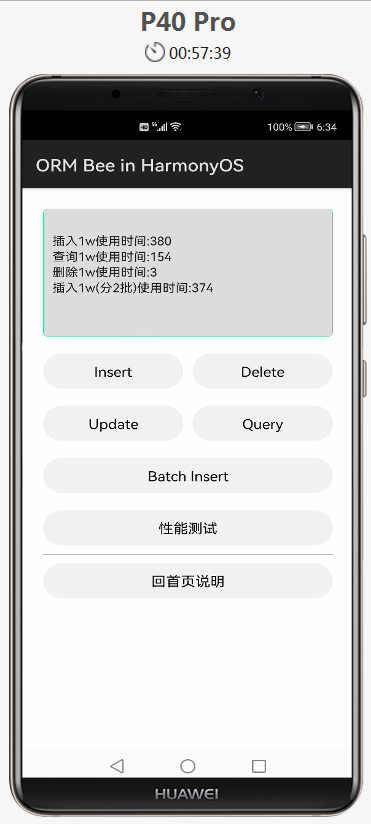 P40 Pro
00:57:39
HD 5G 100% 6:34
ORM Bee in HarmonyOS
插入1w使用时间:380
查询1w使用时间:154
删除1w使用时间:3
插入1w(分2批)使用时间:374
Insert Delete
Update Query
Batch Insert
性能测试
回首页说明
HUAWEI